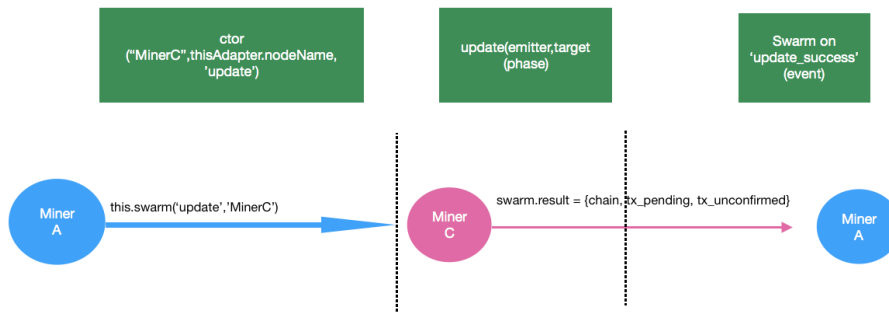 ctor
("MinerC",thisAdapter.nodeName,
'update')
update(emitter,target
(phase)
Swarm on
'update_success'
(event)
Miner
A
this.swarm('update','MinerC')
Miner
C
swarm.result = {chain, tx_pending, tx_unconfirmed}
Miner
A